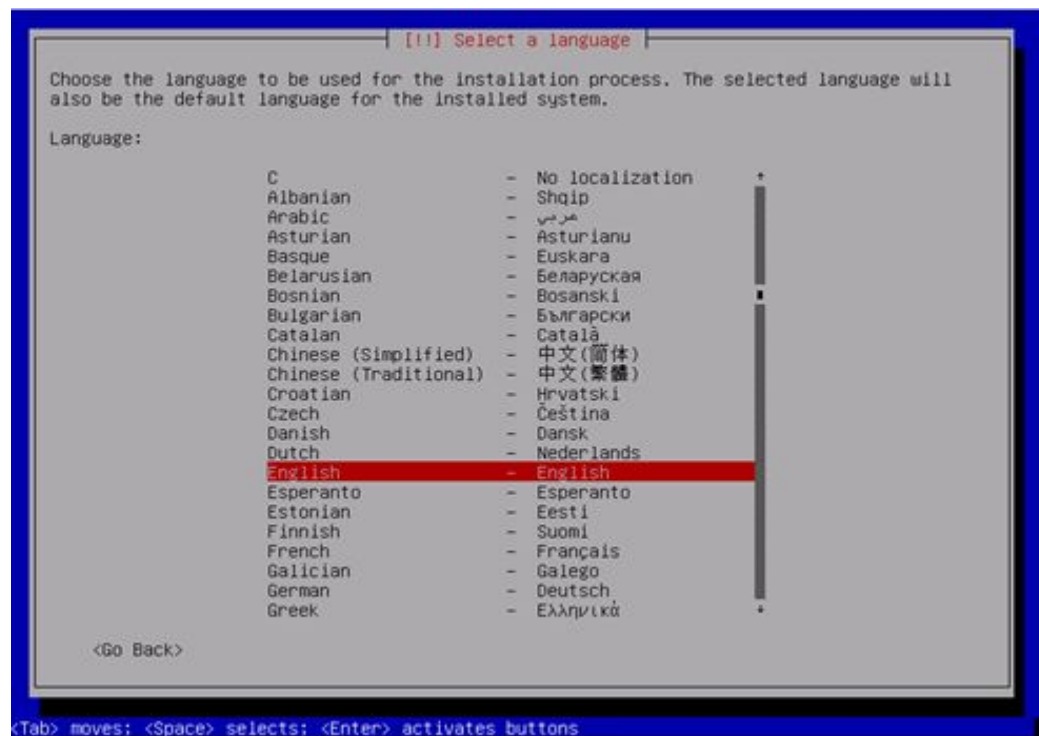 [!!] Select a language
Choose the language to be used for the installation process. The selected language will
also be the default language for the installed system.
Language:
C - No localization
Albanian - Shqip
Arabic - عربي
Asturian - Asturianu
Basque - Euskara
Belarusian - Беларуская
Bosnian - Bosanski
Bulgarian - Български
Catalan - Català
Chinese (Simplified) - 中文(简体)
Chinese (Traditional) - 中文(繁體)
Croatian - Hrvatski
Czech - Čeština
Danish - Dansk
Dutch - Nederlands
English - English
Esperanto - Esperanto
Estonian - Eesti
Finnish - Suomi
French - Français
Galician - Galego
German - Deutsch
Greek - Ελληνικά
<Go Back>
<Tab> moves; <Space> selects; <Enter> activates buttons